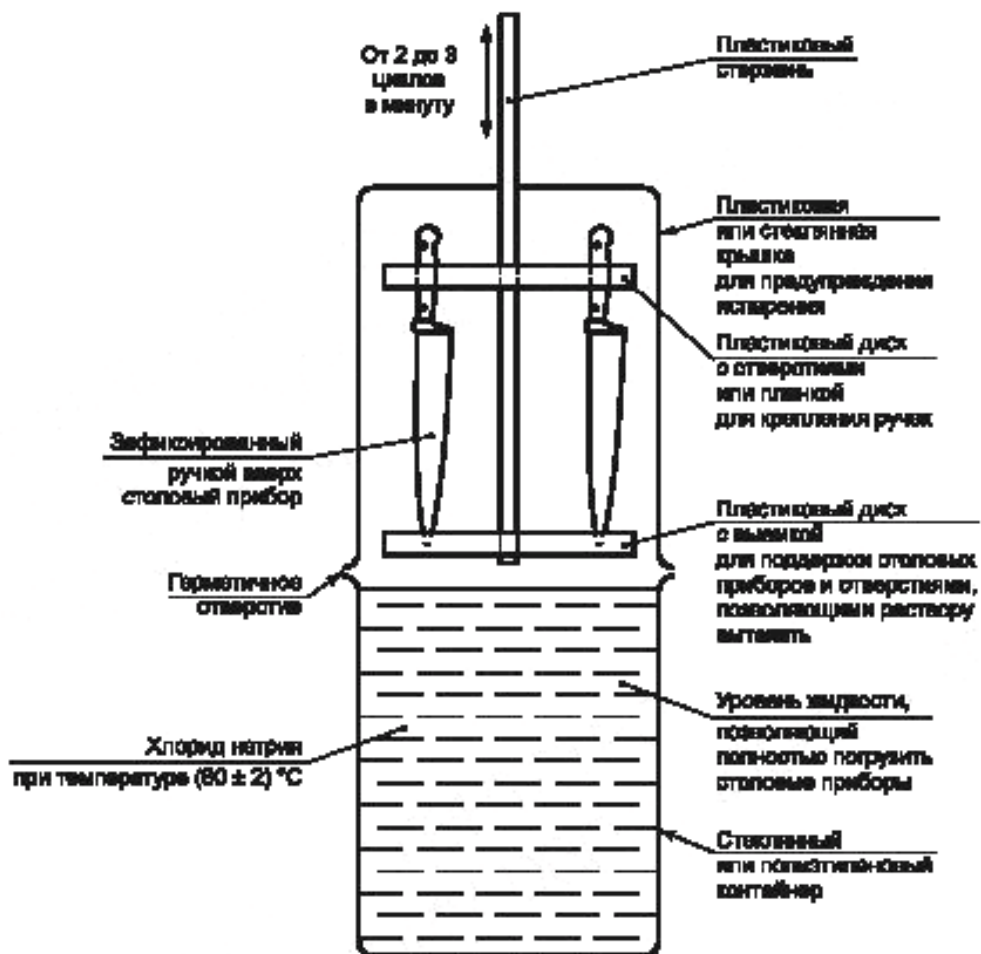 От 2 до 3
циклов
в минуту
Пластиковый
стержень
Пластиковая
или стеклянная
крышка
для предупреждения
испарения
Пластиковый диск
с отверстиями
или планкой
для крепления ручек
Зафиксированный
ручкой вверх
столовый прибор
Пластиковый диск
с выемкой
для поддержки столовых
приборов и отверстиями,
позволяющими раствору
вытекать
Герметичное
отверстие
Уровень жидкости,
позволяющий
полностью погрузить
столовые приборы
Хлорид натрия
при температуре (60 ± 2) °С
Стеклянный
или полиэтиленовый
контейнер